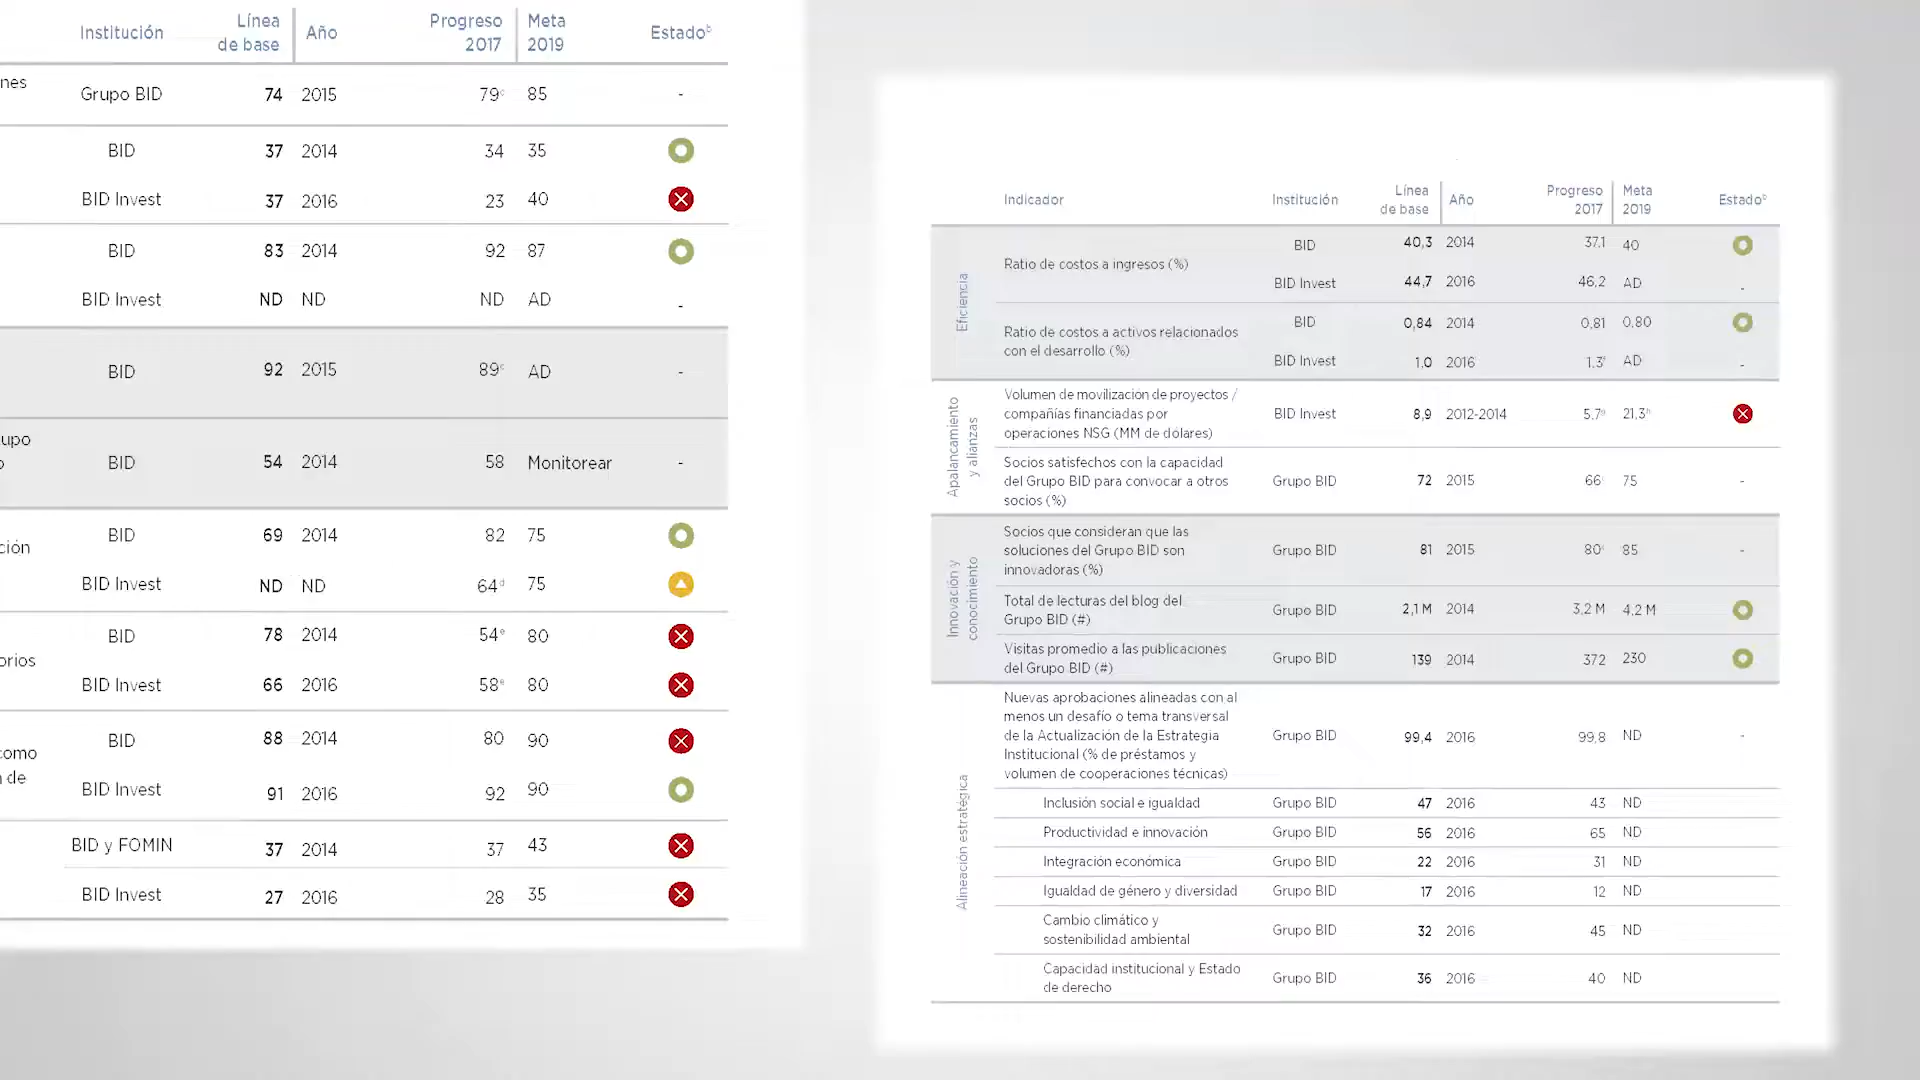 Institución Línea de base Año Progreso 2017 Meta 2019 Estadoᵇ
nes Grupo BID 74 2015 79ᶜ 85 -
BID 37 2014 34 35
BID Invest 37 2016 23 40
BID 83 2014 92 87
BID Invest ND ND ND AD -
BID 92 2015 89ᶜ AD -
upo
o BID 54 2014 58 Monitorear -
BID 69 2014 82 75
ción
BID Invest ND ND 64ᵈ 75
BID 78 2014 54ᵉ 80
orios
BID Invest 66 2016 58ᵉ 80
BID 88 2014 80 90
como
de
BID Invest 91 2016 92 90
BID y FOMIN 37 2014 37 43
BID Invest 27 2016 28 35
Indicador Institución Línea de base Año Progreso 2017 Meta 2019 Estadoᵇ
Eficiencia
Ratio de costos a ingresos (%)
BID 40,3 2014 37,1 40
BID Invest 44,7 2016 46,2 AD -
Ratio de costos a activos relacionados
con el desarrollo (%)
BID 0,84 2014 0,81 0,80
BID Invest 1,0 2016 1,3 AD -
Apalancamiento
y alianzas
Volumen de movilización de proyectos /
compañías financiadas por
operaciones NSG (MM de dólares)
BID Invest 8,9 2012-2014 5,7 21,3
Socios satisfechos con la capacidad
del Grupo BID para convocar a otros
socios (%)
Grupo BID 72 2015 66 75 -
Innovación y
conocimiento
Socios que consideran que las
soluciones del Grupo BID son
innovadoras (%)
Grupo BID 81 2015 80 85 -
Total de lecturas del blog del
Grupo BID (#)
Grupo BID 2,1 M 2014 3,2 M 4,2 M
Visitas promedio a las publicaciones
del Grupo BID (#)
Grupo BID 139 2014 372 230
Alineación estratégica
Nuevas aprobaciones alineadas con al
menos un desafío o tema transversal
de la Actualización de la Estrategia
Institucional (% de préstamos y
volumen de cooperaciones técnicas)
Grupo BID 99,4 2016 99,8 ND -
Inclusión social e igualdad Grupo BID 47 2016 43 ND
Productividad e innovación Grupo BID 56 2016 65 ND
Integración económica Grupo BID 22 2016 31 ND
Igualdad de género y diversidad Grupo BID 17 2016 12 ND
Cambio climático y
sostenibilidad ambiental
Grupo BID 32 2016 45 ND
Capacidad institucional y Estado
de derecho
Grupo BID 36 2016 40 ND